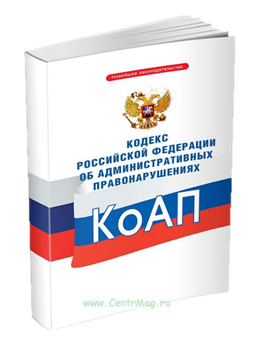 Новейшее законодательство
КОДЕКС
РОССИЙСКОЙ ФЕДЕРАЦИИ
ОБ АДМИНИСТРАТИВНЫХ
ПРАВОНАРУШЕНИЯХ
КоАП
www.CentrMag.ru